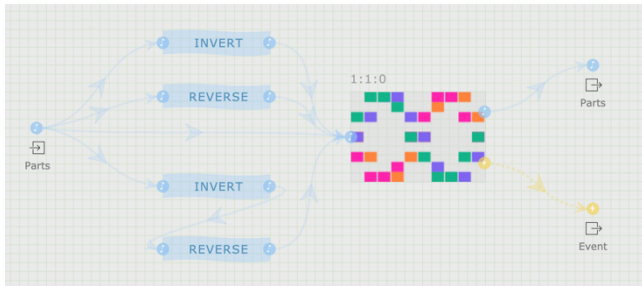 INVERT
REVERSE
1:1:0
Parts
Parts
INVERT
REVERSE
Event